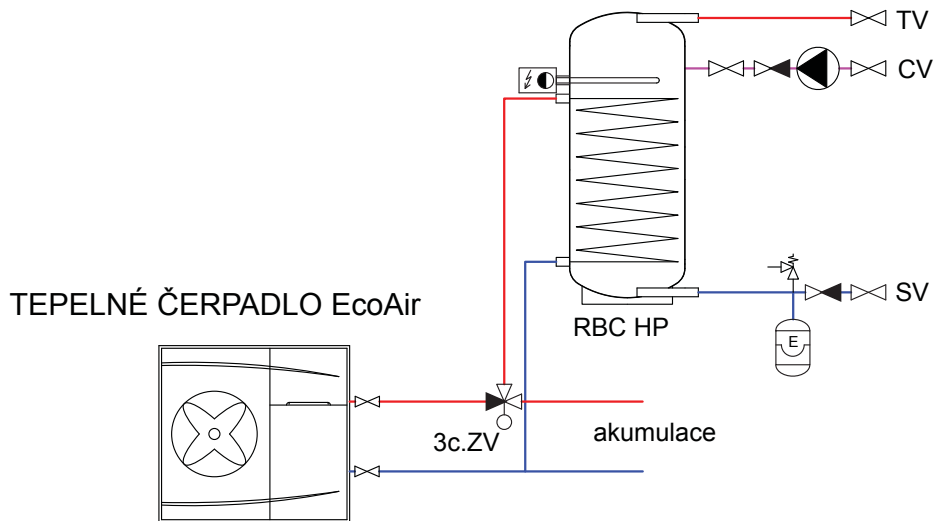 TV
CV
SV
E
RBC HP
TEPELNÉ ČERPADLO EcoAir
3c.ZV
akumulace